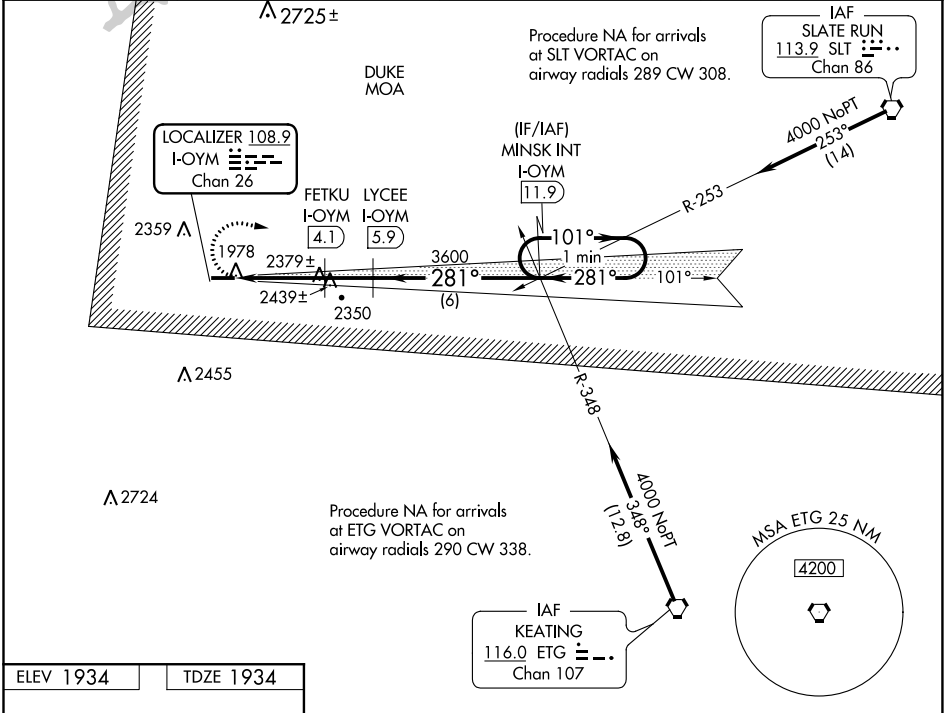 2725±
Procedure NA for arrivals
at SLT VORTAC on
airway radials 289 CW 308.
IAF
SLATE RUN
113.9 SLT
Chan 86
DUKE
MOA
4000 NoPT
253°
(14)
R-253
LOCALIZER 108.9
I-OYM
Chan 26
(IF/IAF)
MINSK INT
I-OYM
11.9
FETKU
I-OYM
4.1
LYCEE
I-OYM
5.9
2359
1978
2379±
2439±
2350
3600
281°
(6)
101°
1 min
281°
101°
2455
R-348
2724
4000 NoPT
348°
(12.8)
Procedure NA for arrivals
at ETG VORTAC on
airway radials 290 CW 338.
MSA ETG 25 NM
4200
IAF
KEATING
116.0 ETG
Chan 107
ELEV 1934
TDZE 1934